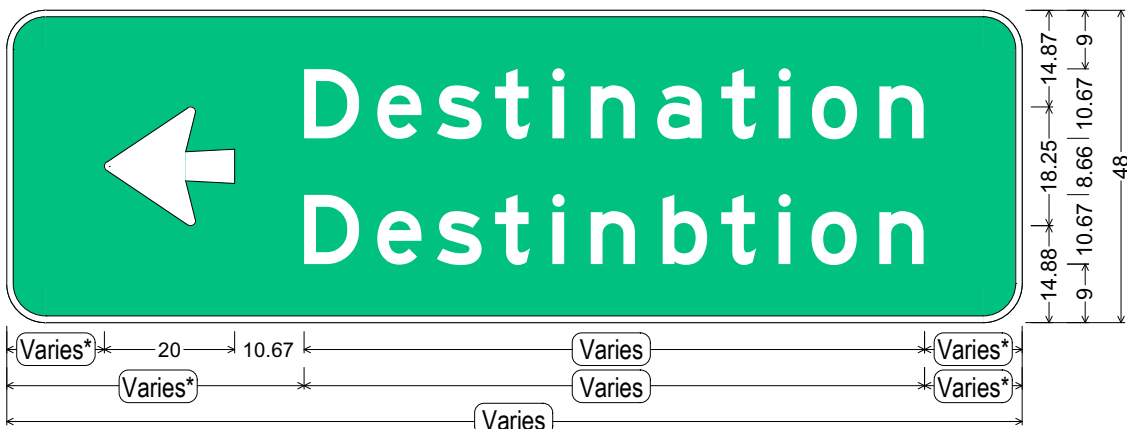 Destination
Destinbtion
14.87
18.25
14.88
9
10.67
8.66
10.67
9
48
Varies*
20
10.67
Varies
Varies*
Varies*
Varies
Varies*
Varies